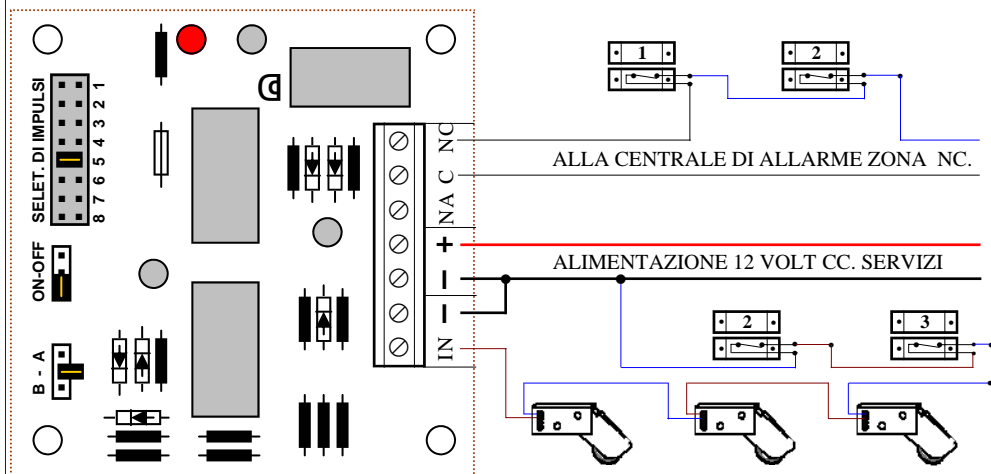 SELET. DI IMPULSI
1
2
3
4
5
6
7
8
ON-OFF
B - A
NC
C
NA
+
–
–
IN
1
2
ALLA CENTRALE DI ALLARME ZONA NC.
ALIMENTAZIONE 12 VOLT CC. SERVIZI
2
3